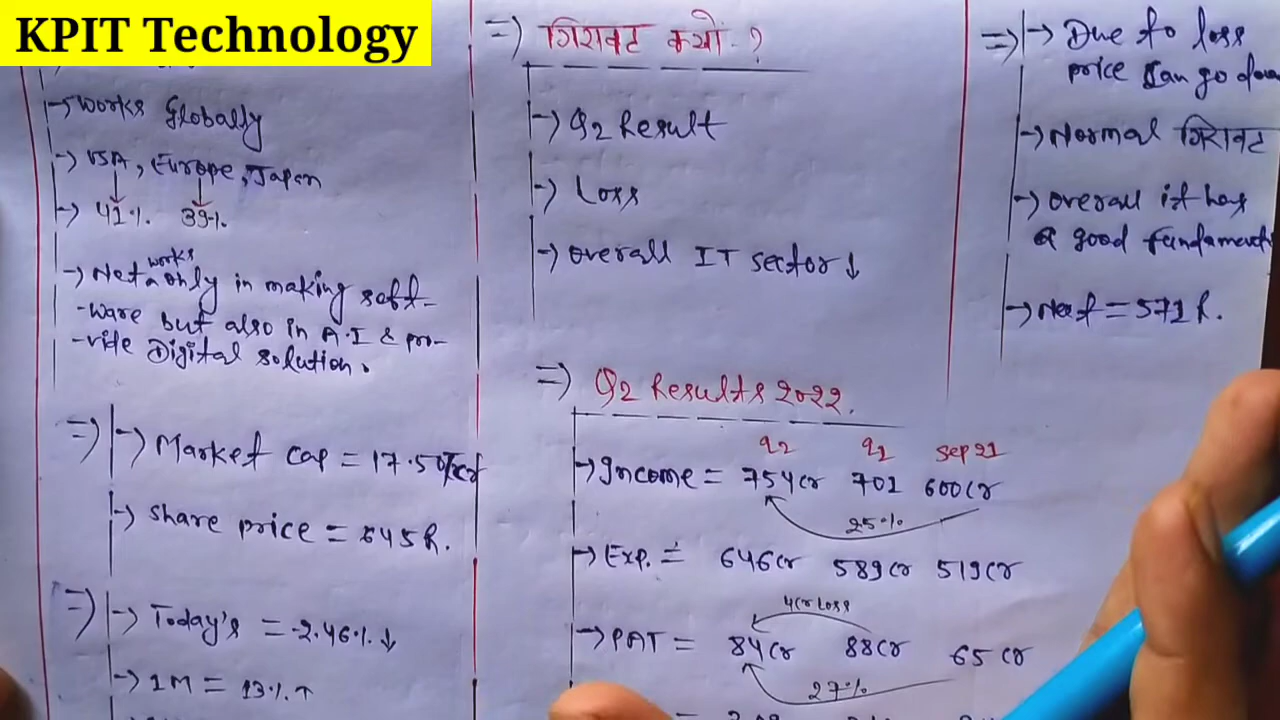 KPIT Technology
-> works Globally
-> USA, Europe, Japan
-> 41% 39%
works
-> Not only in making soft-
-ware but also in A.I & pro-
-vide Digital solution.
=> -> Market cap = 17.50
-> share price = 645 R.
=> -> Today's = -2.46% ↓
-> 1M = 13% ↑
=> गिरावट क्यों ?
-> Q2 Result
-> Loss
-> overall IT sector ↓
=> Q2 Results 2022.
q2 q1 Sep 21
-> Income = 754cr 701 600cr
25%
-> Exp. = 646cr 589cr 519cr
4cr Loss
-> PAT = 84cr 88cr 65 cr
27%
=> -> Due to loss
price can go down
-> Normal गिरावट
-> overall it has
a good fundament
-> Next = 571 R.